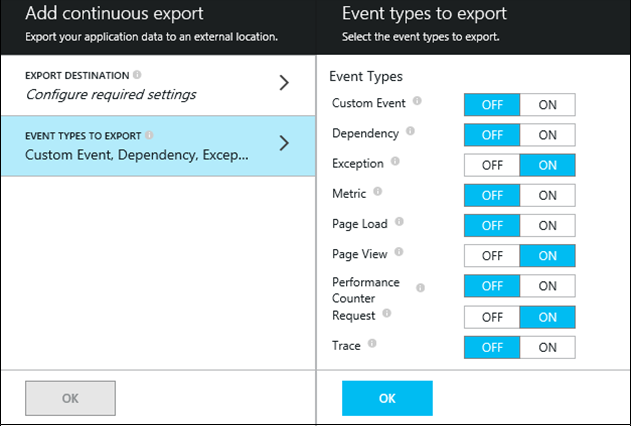 Add continuous export
Export your application data to an external location.
EXPORT DESTINATION
Configure required settings
EVENT TYPES TO EXPORT
Custom Event, Dependency, Excep...
OK
Event types to export
Select the event types to export.
Event Types
Custom Event OFF ON
Dependency OFF ON
Exception OFF ON
Metric OFF ON
Page Load OFF ON
Page View OFF ON
Performance
Counter OFF ON
Request OFF ON
Trace OFF ON
OK